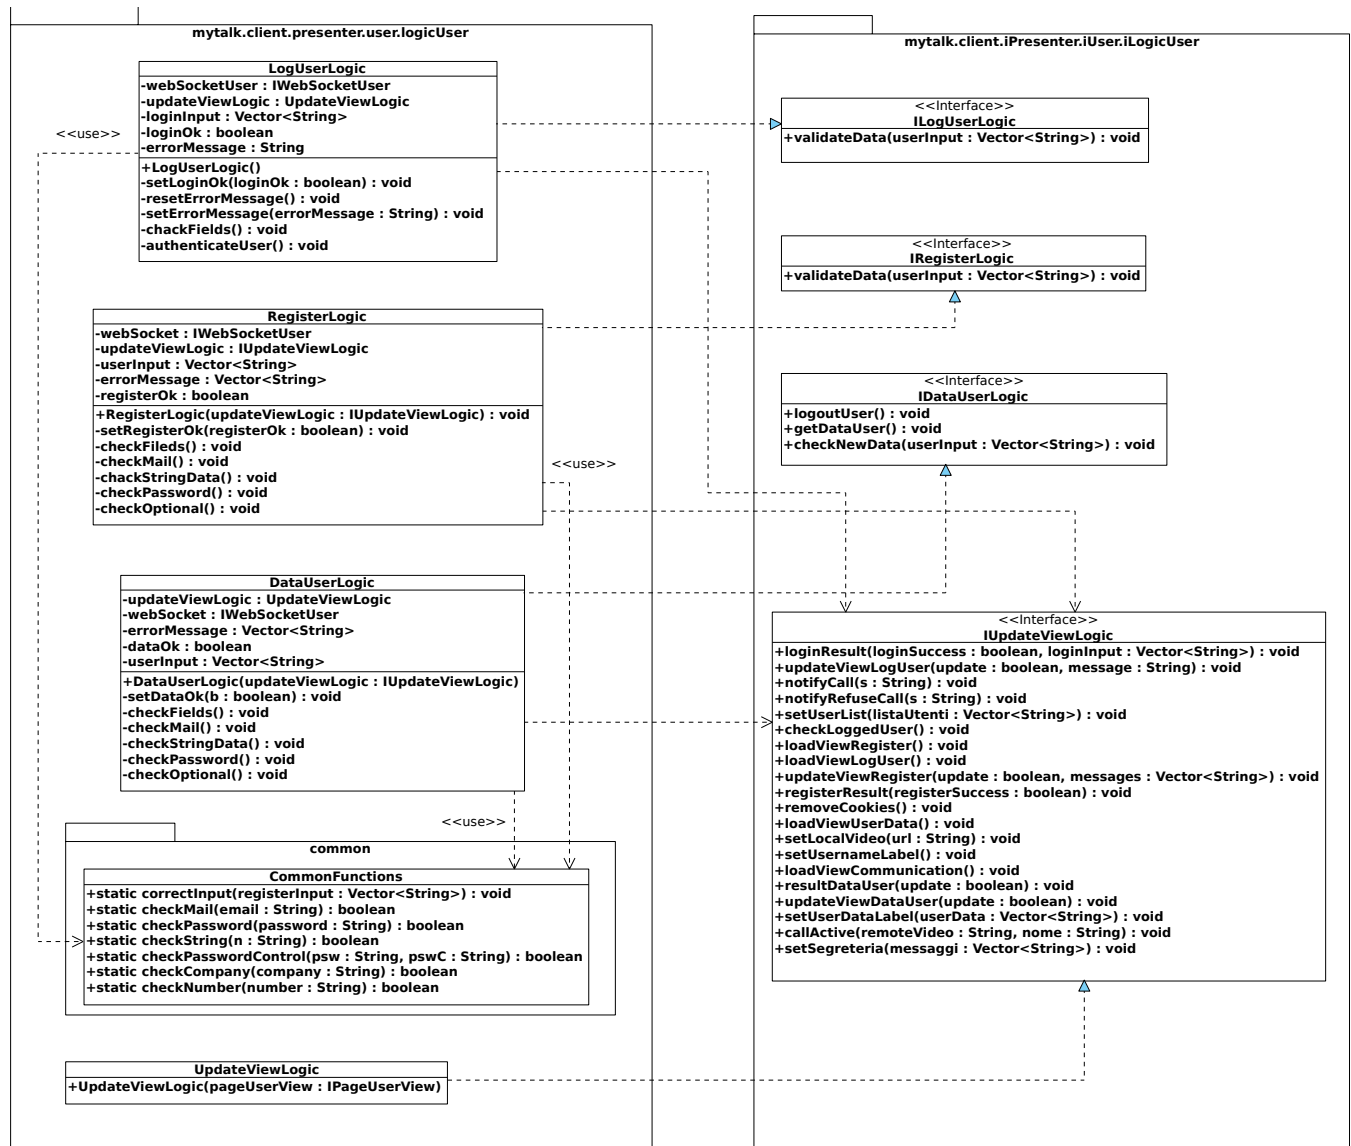 mytalk.client.presenter.user.logicUser
LogUserLogic
-webSocketUser : IWebSocketUser
-updateViewLogic : UpdateViewLogic
-loginInput : Vector<String>
-loginOk : boolean
-errorMessage : String
+LogUserLogic()
-setLoginOk(loginOk : boolean) : void
-resetErrorMessage() : void
-setErrorMessage(errorMessage : String) : void
-chackFields() : void
-authenticateUser() : void
<<use>>
RegisterLogic
-webSocket : IWebSocketUser
-updateViewLogic : IUpdateViewLogic
-userInput : Vector<String>
-errorMessage : Vector<String>
-registerOk : boolean
+RegisterLogic(updateViewLogic : IUpdateViewLogic) : void
-setRegisterOk(registerOk : boolean) : void
-checkFileds() : void
-checkMail() : void
-chackStringData() : void
-checkPassword() : void
-checkOptional() : void
<<use>>
DataUserLogic
-updateViewLogic : UpdateViewLogic
-webSocket : IWebSocketUser
-errorMessage : Vector<String>
-dataOk : boolean
-userInput : Vector<String>
+DataUserLogic(updateViewLogic : IUpdateViewLogic)
-setDataOk(b : boolean) : void
-checkFields() : void
-checkMail() : void
-checkStringData() : void
-checkPassword() : void
-checkOptional() : void
<<use>>
common
CommonFunctions
+static correctInput(registerInput : Vector<String>) : void
+static checkMail(email : String) : boolean
+static checkPassword(password : String) : boolean
+static checkString(n : String) : boolean
+static checkPasswordControl(psw : String, pswC : String) : boolean
+static checkCompany(company : String) : boolean
+static checkNumber(number : String) : boolean
UpdateViewLogic
+UpdateViewLogic(pageUserView : IPageUserView)
mytalk.client.iPresenter.iUser.iLogicUser
<<Interface>>
ILogUserLogic
+validateData(userInput : Vector<String>) : void
<<Interface>>
IRegisterLogic
+validateData(userInput : Vector<String>) : void
<<Interface>>
IDataUserLogic
+logoutUser() : void
+getDataUser() : void
+checkNewData(userInput : Vector<String>) : void
<<Interface>>
IUpdateViewLogic
+loginResult(loginSuccess : boolean, loginInput : Vector<String>) : void
+updateViewLogUser(update : boolean, message : String) : void
+notifyCall(s : String) : void
+notifyRefuseCall(s : String) : void
+setUserList(listaUtenti : Vector<String>) : void
+checkLoggedUser() : void
+loadViewRegister() : void
+loadViewLogUser() : void
+updateViewRegister(update : boolean, messages : Vector<String>) : void
+registerResult(registerSuccess : boolean) : void
+removeCookies() : void
+loadViewUserData() : void
+setLocalVideo(url : String) : void
+setUsernameLabel() : void
+loadViewCommunication() : void
+resultDataUser(update : boolean) : void
+updateViewDataUser(update : boolean) : void
+setUserDataLabel(userData : Vector<String>) : void
+callActive(remoteVideo : String, nome : String) : void
+setSegreteria(messaggi : Vector<String>) : void